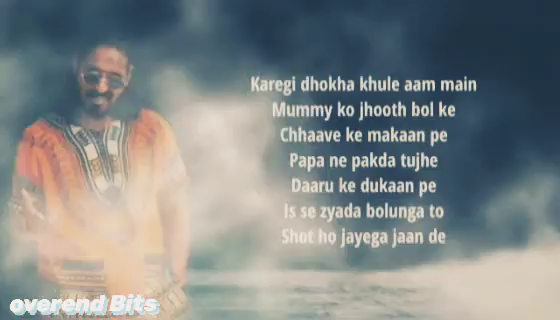 Karegi dhokha khule aam main
Mummy ko jhooth bol ke
Chhaave ke makaan pe
Papa ne pakda tujhe
Daaru ke dukaan pe
Is se zyada bolunga to
Shot ho jayega jaan de
overend Bits